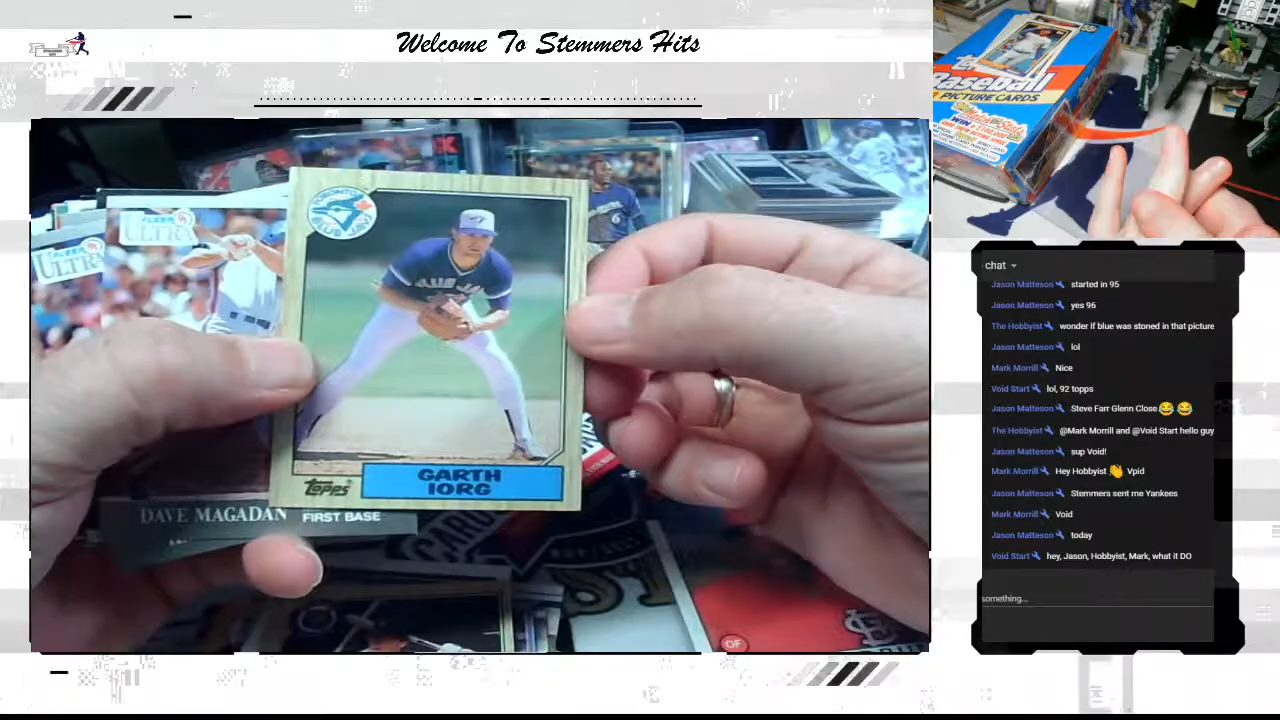 Welcome To Stemmers Hits
TORONTO
BLUE JAYS
FLEER
ULTRA
FLEER
ULTRA
GARTH
IORG
Topps
DAVE MAGADAN FIRST BASE
OF
Baseball
PICTURE CARDS
chat
Jason Matteson started in 95
Jason Matteson yes 96
The Hobbyist wonder if blue was stoned in that picture
Jason Matteson lol
Mark Morrill Nice
Void Start lol, 92 topps
Jason Matteson Steve Farr Glenn Close 😂 😂
The Hobbyist @Mark Morrill and @Void Start hello guy
Jason Matteson sup Void!
Mark Morrill Hey Hobbyist 👋 Vpid
Jason Matteson Stemmers sent me Yankees
Mark Morrill Void
Jason Matteson today
Void Start hey, Jason, Hobbyist, Mark, what it DO
something...